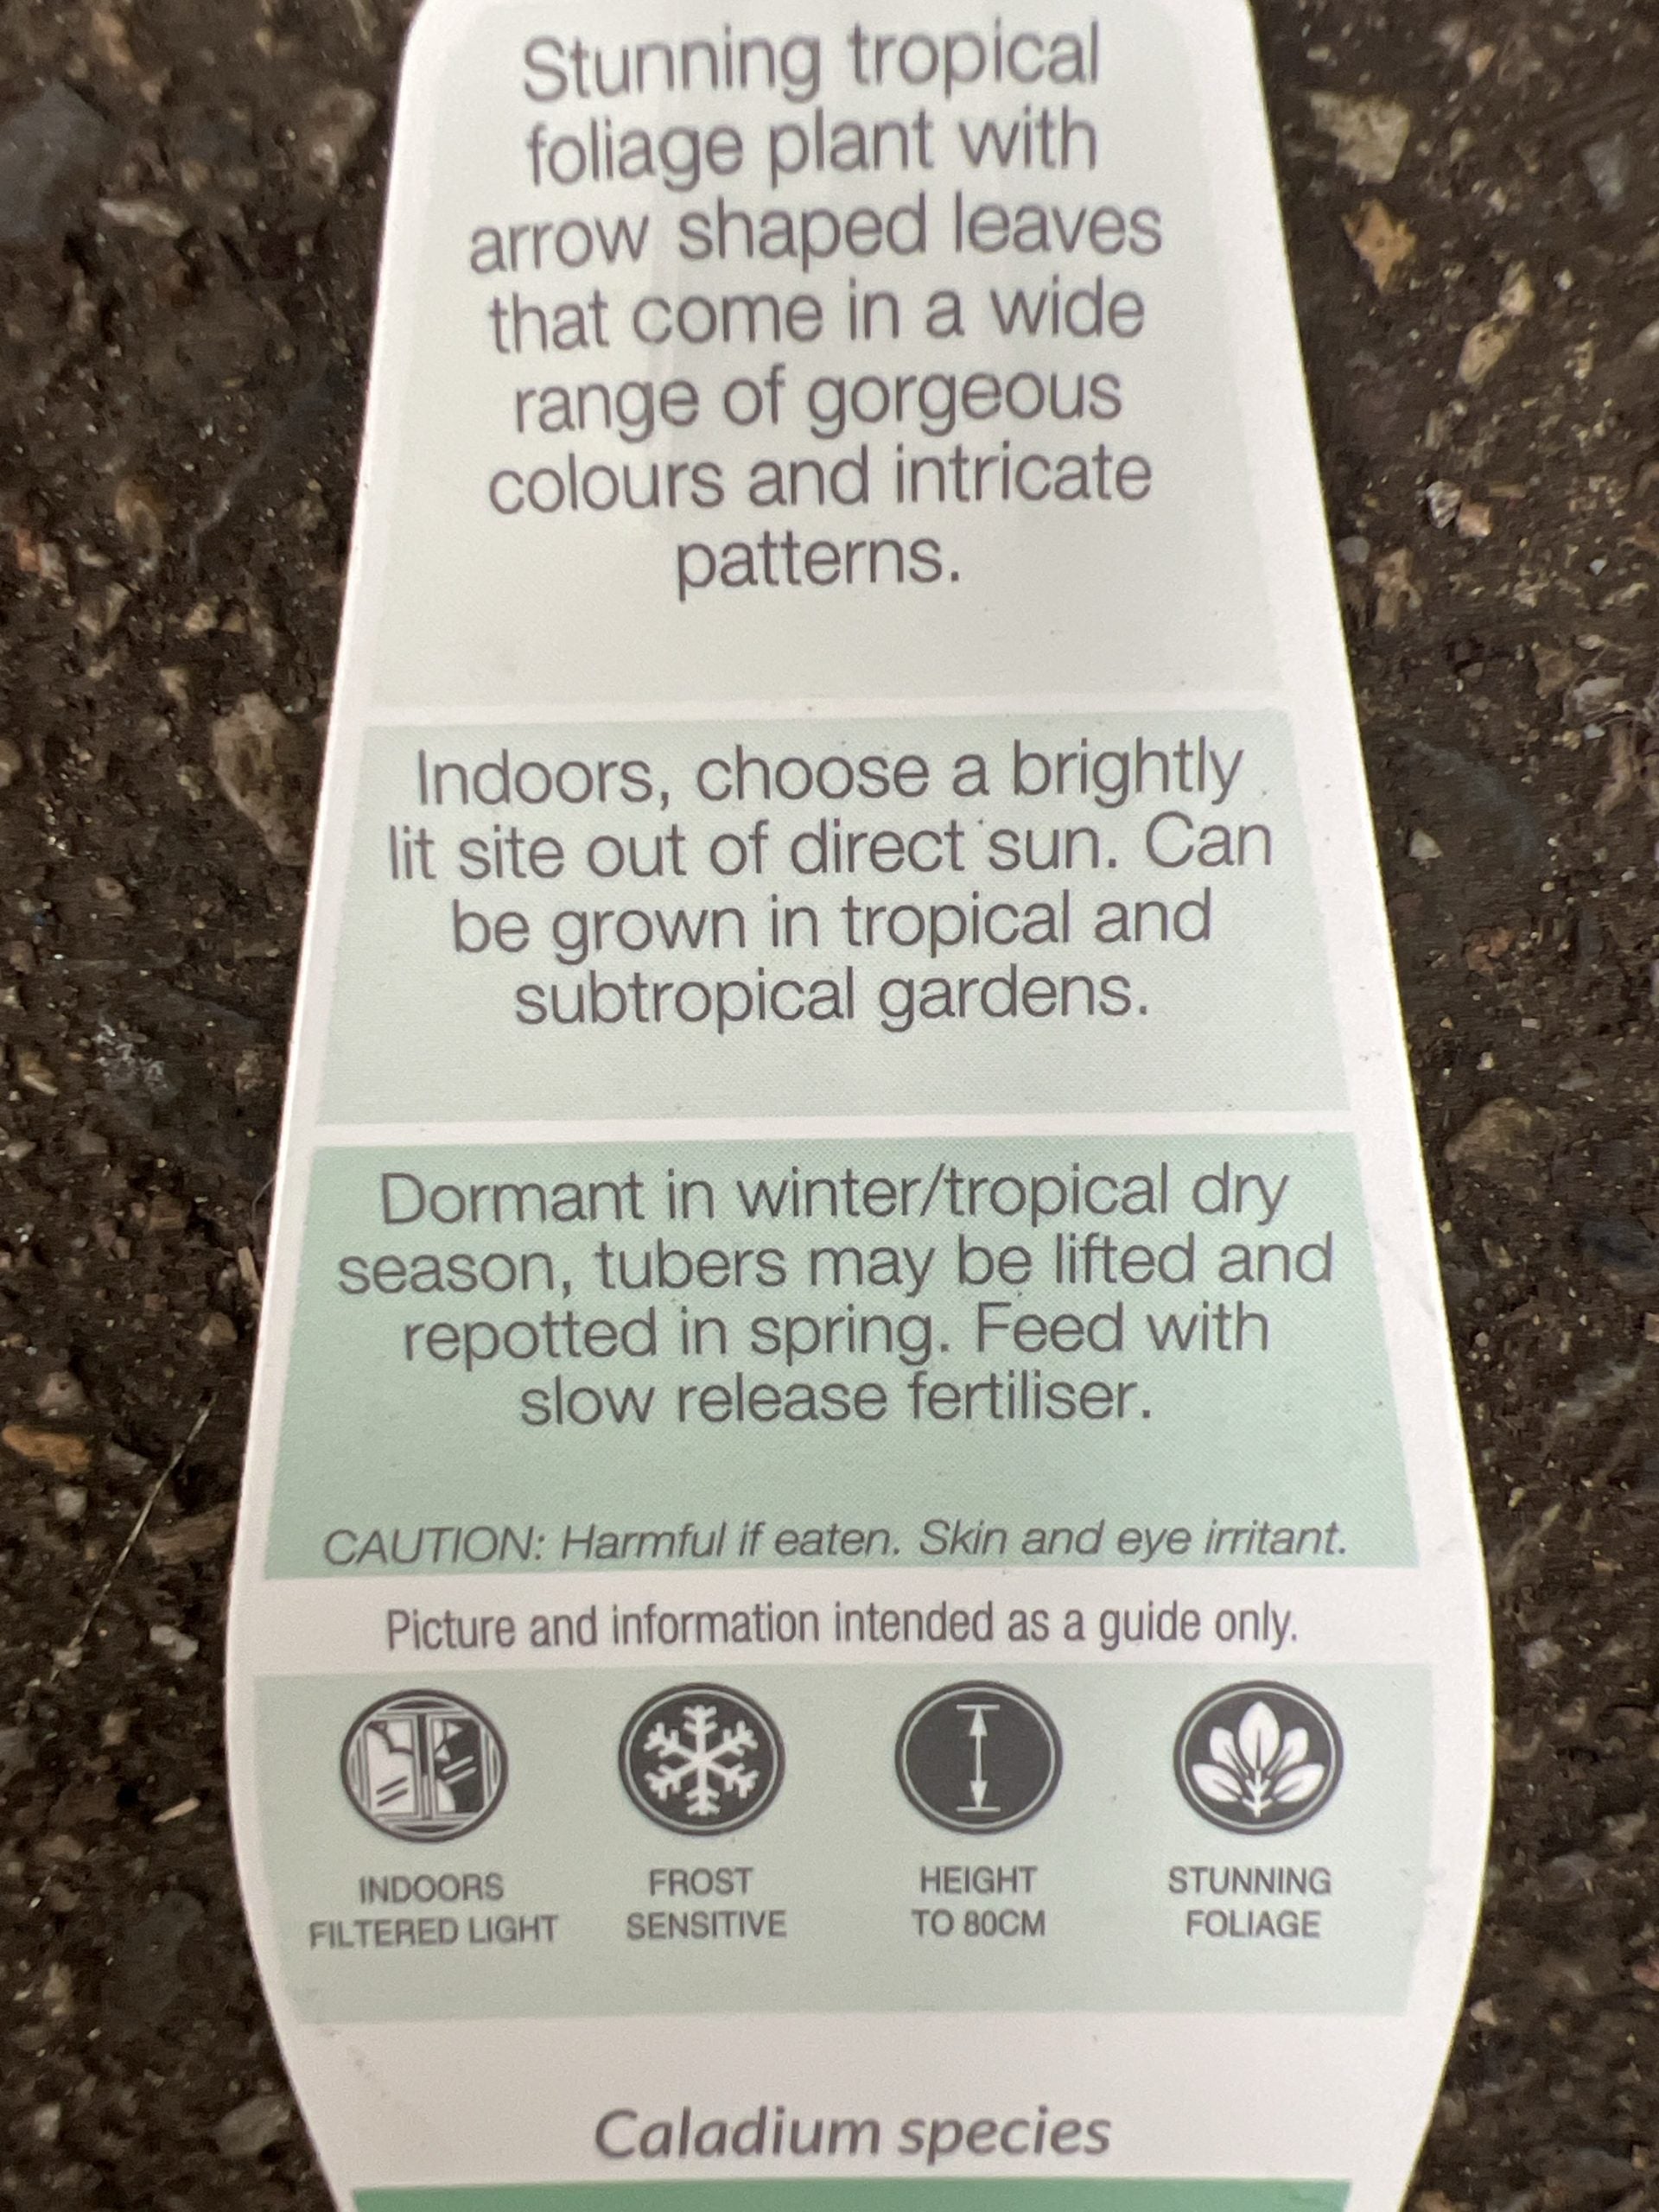 Stunning tropical
foliage plant with
arrow shaped leaves
that come in a wide
range of gorgeous
colours and intricate
patterns.
Indoors, choose a brightly
lit site out of direct sun. Can
be grown in tropical and
subtropical gardens.
Dormant in winter/tropical dry
season, tubers may be lifted and
repotted in spring. Feed with
slow release fertiliser.
CAUTION: Harmful if eaten. Skin and eye irritant.
Picture and information intended as a guide only.
INDOORS
FILTERED LIGHT
FROST
SENSITIVE
HEIGHT
TO 80CM
STUNNING
FOLIAGE
Caladium species